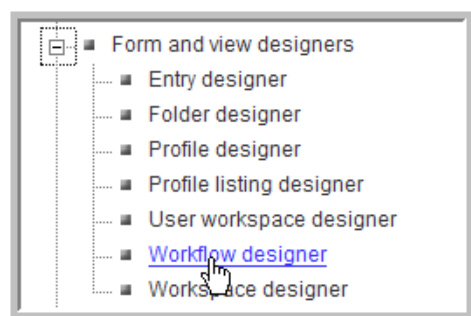 Form and view designers
Entry designer
Folder designer
Profile designer
Profile listing designer
User workspace designer
Workflow designer
Workspace designer